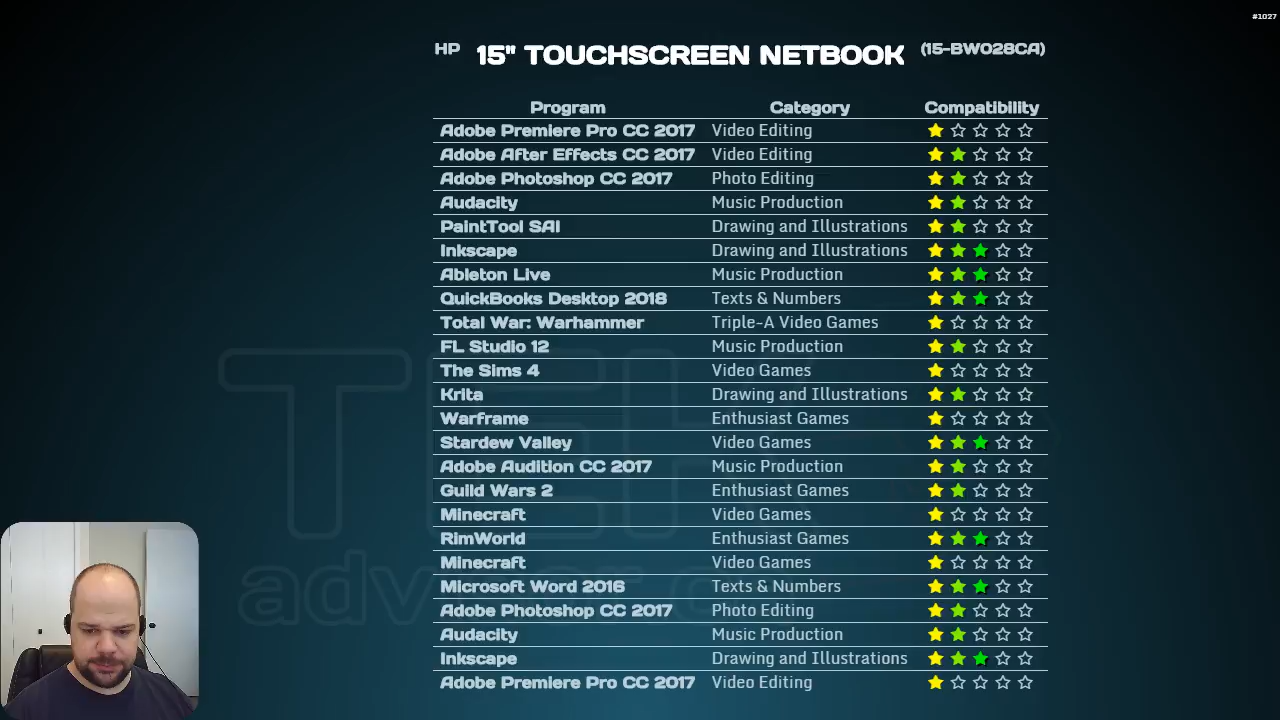 #1027
HP 15" TOUCHSCREEN NETBOOK (15-BW028CA)
Program Category Compatibility
Adobe Premiere Pro CC 2017 Video Editing
Adobe After Effects CC 2017 Video Editing
Adobe Photoshop CC 2017 Photo Editing
Audacity Music Production
PaintTool SAI Drawing and Illustrations
Inkscape Drawing and Illustrations
Ableton Live Music Production
QuickBooks Desktop 2018 Texts & Numbers
Total War: Warhammer Triple-A Video Games
FL Studio 12 Music Production
The Sims 4 Video Games
Krita Drawing and Illustrations
Warframe Enthusiast Games
Stardew Valley Video Games
Adobe Audition CC 2017 Music Production
Guild Wars 2 Enthusiast Games
Minecraft Video Games
RimWorld Enthusiast Games
Minecraft Video Games
Microsoft Word 2016 Texts & Numbers
Adobe Photoshop CC 2017 Photo Editing
Audacity Music Production
Inkscape Drawing and Illustrations
Adobe Premiere Pro CC 2017 Video Editing